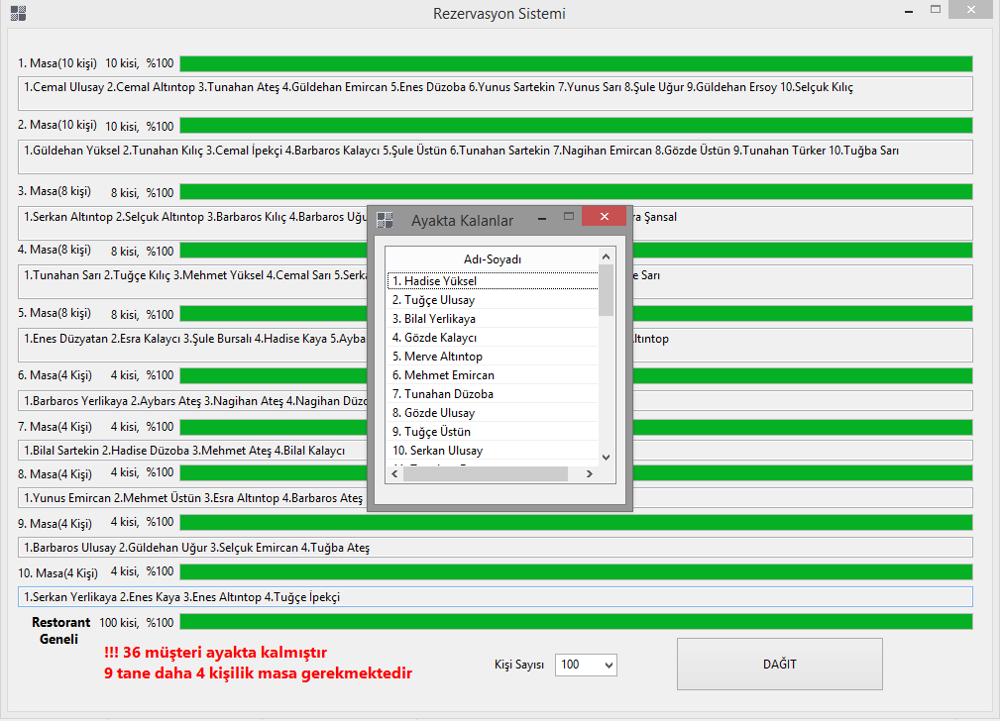 Rezervasyon Sistemi
1. Masa(10 kişi) 10 kisi, %100
1.Cemal Ulusay 2.Cemal Altıntop 3.Tunahan Ateş 4.Güldehan Emircan 5.Enes Düzoba 6.Yunus Sartekin 7.Yunus Sarı 8.Şule Uğur 9.Güldehan Ersoy 10.Selçuk Kılıç
2. Masa(10 kişi) 10 kisi, %100
1.Güldehan Yüksel 2.Tunahan Kılıç 3.Cemal İpekçi 4.Barbaros Kalaycı 5.Şule Üstün 6.Tunahan Sartekin 7.Nagihan Emircan 8.Gözde Üstün 9.Tunahan Türker 10.Tuğba Sarı
3. Masa(8 kişi) 8 kisi, %100
1.Serkan Altıntop 2.Selçuk Altıntop 3.Barbaros Kılıç 4.Barbaros Şansal
4. Masa(8 kişi) 8 kisi, %100
1.Tunahan Sarı 2.Tuğçe Kılıç 3.Mehmet Yüksel 4.Cemal Sarı Sarı
5. Masa(8 kişi) 8 kisi, %100
1.Enes Düzyatan 2.Esra Kalaycı 3.Şule Bursalı 4.Hadise Kaya
6. Masa(4 Kişi) 4 kisi, %100
1.Barbaros Yerlikaya 2.Aybars Ateş 3.Nagihan Ateş 4.Nagihan
7. Masa(4 Kişi) 4 kisi, %100
1.Bilal Sartekin 2.Hadise Düzoba 3.Mehmet Ateş 4.Bilal Kalaycı
8. Masa(4 Kişi) 4 kisi, %100
1.Yunus Emircan 2.Mehmet Üstün 3.Esra Altıntop 4.Barbaros Ateş
9. Masa(4 Kişi) 4 kisi, %100
1.Barbaros Ulusay 2.Güldehan Uğur 3.Selçuk Emircan 4.Tuğba Ateş
10. Masa(4 Kişi) 4 kisi, %100
1.Serkan Yerlikaya 2.Enes Kaya 3.Enes Altıntop 4.Tuğçe İpekçi
Restorant Geneli 100 kisi, %100
!!! 36 müşteri ayakta kalmıştır
9 tane daha 4 kişilik masa gerekmektedir
Kişi Sayısı 100
DAĞIT
Ayakta Kalanlar
Adı-Soyadı
1. Hadise Yüksel
2. Tuğçe Ulusay
3. Bilal Yerlikaya
4. Gözde Kalaycı
5. Merve Altıntop
6. Mehmet Emircan
7. Tunahan Düzoba
8. Gözde Ulusay
9. Tuğçe Üstün
10. Serkan Ulusay